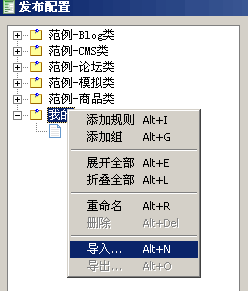 发布配置
范例-Blog类
范例-CMS类
范例-论坛类
范例-模拟类
范例-商品类
我的
添加规则 Alt+I
添加组 Alt+G
展开全部 Alt+E
折叠全部 Alt+L
重命名 Alt+R
删除 Alt+Del
导入... Alt+N
导出... Alt+O